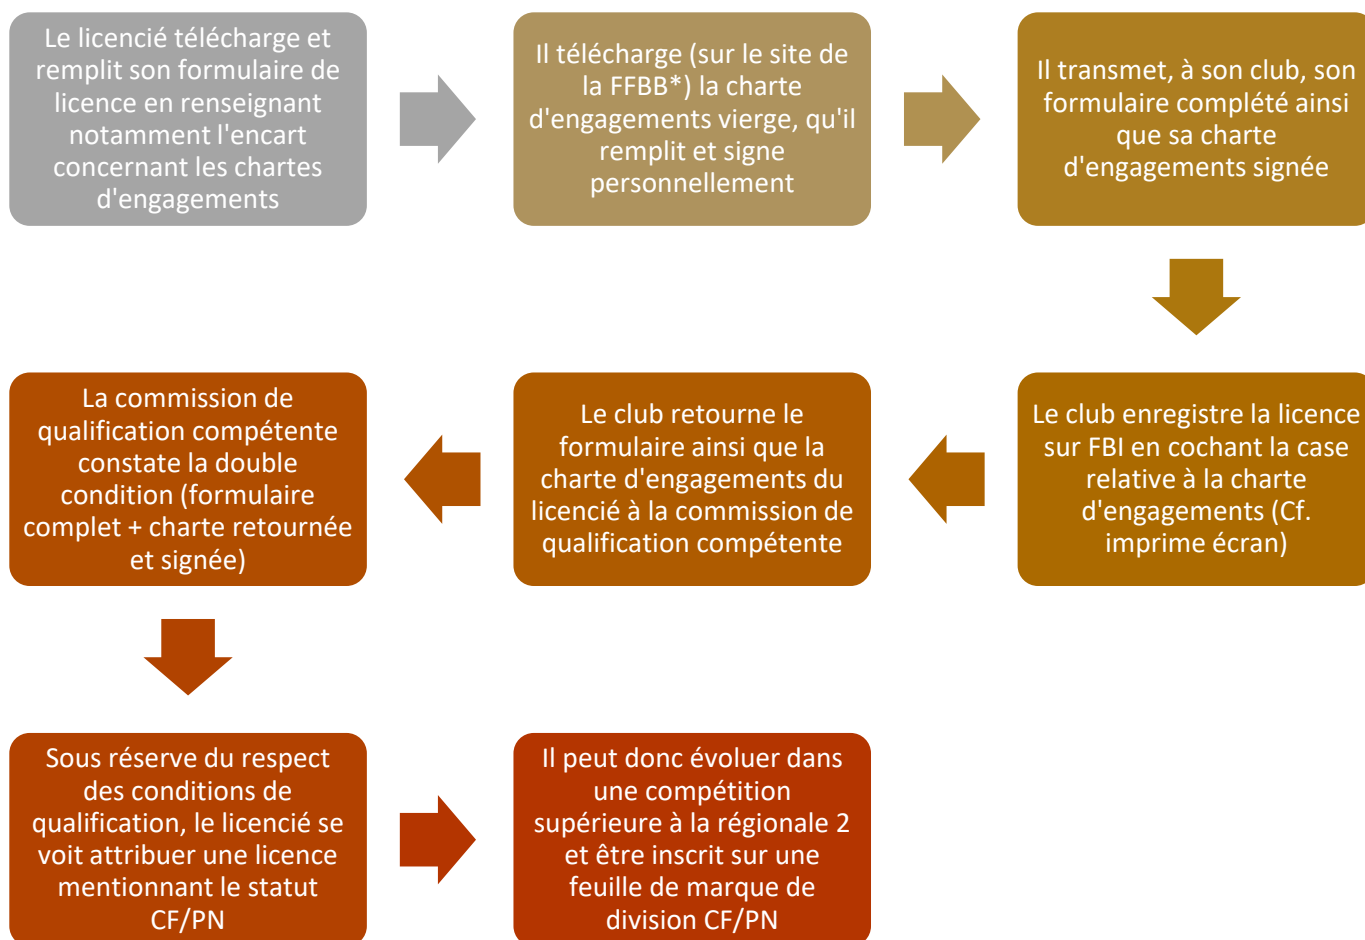 Le licencié télécharge et
remplit son formulaire de
licence en renseignant
notamment l'encart
concernant les chartes
d'engagements
Il télécharge (sur le site de
la FFBB*) la charte
d'engagements vierge, qu'il
remplit et signe
personnellement
Il transmet, à son club, son
formulaire complété ainsi
que sa charte
d'engagements signée
Le club enregistre la licence
sur FBI en cochant la case
relative à la charte
d'engagements (Cf.
imprime écran)
Le club retourne le
formulaire ainsi que la
charte d'engagements du
licencié à la commission de
qualification compétente
La commission de
qualification compétente
constate la double
condition (formulaire
complet + charte retournée
et signée)
Sous réserve du respect
des conditions de
qualification, le licencié se
voit attribuer une licence
mentionnant le statut
CF/PN
Il peut donc évoluer dans
une compétition
supérieure à la régionale 2
et être inscrit sur une
feuille de marque de
division CF/PN